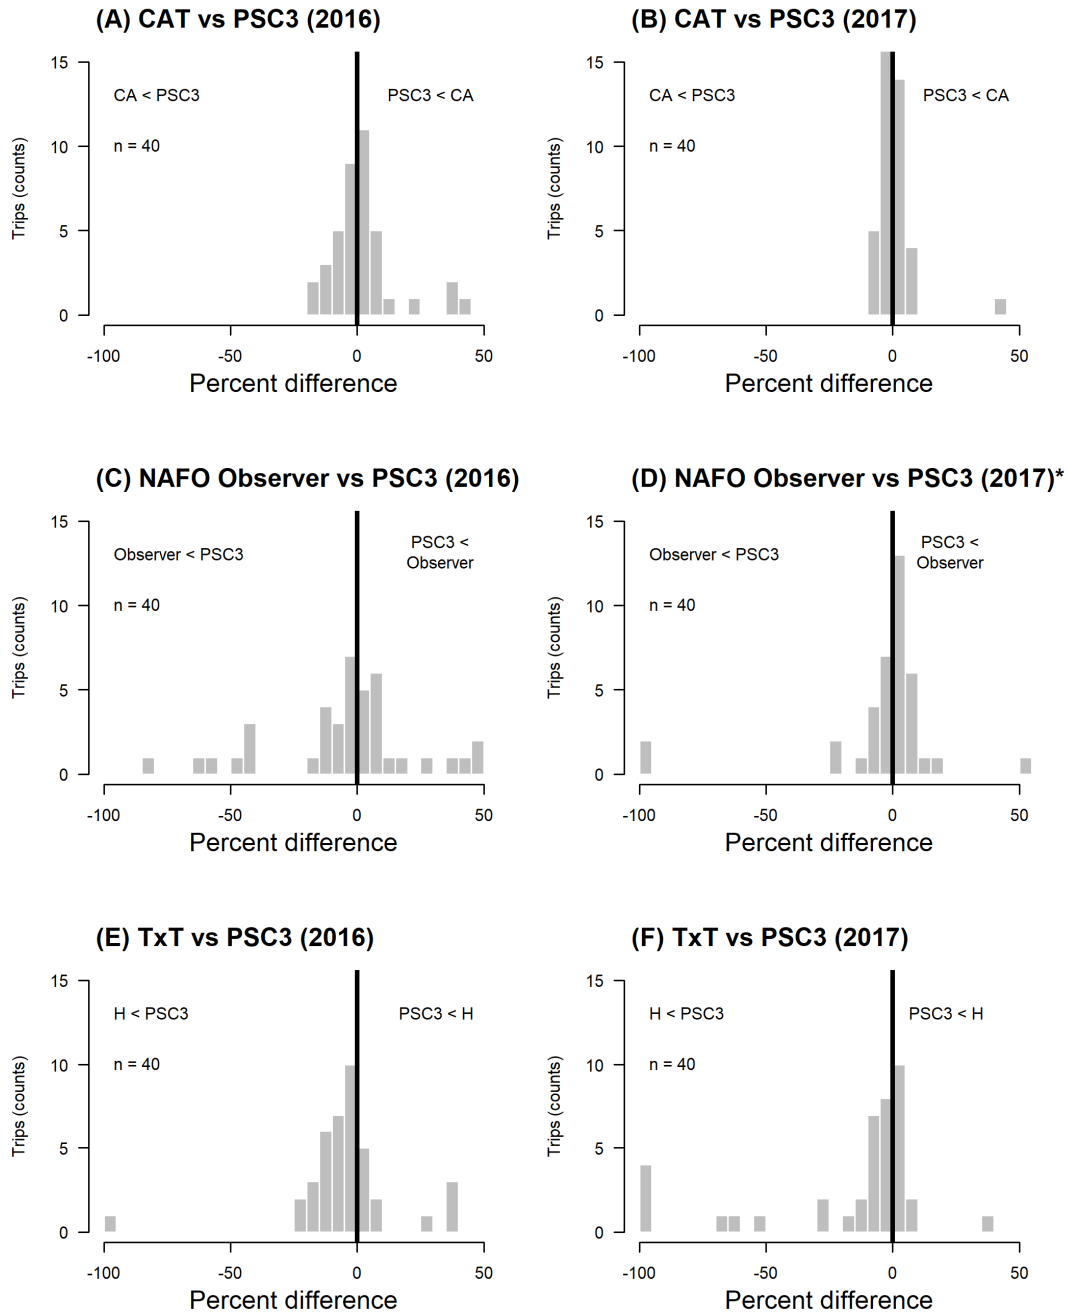 (A) CAT vs PSC3 (2016)
15
10
5
0
Trips (counts)
CA < PSC3
PSC3 < CA
n = 40
-100
-50
0
50
Percent difference
(B) CAT vs PSC3 (2017)
15
10
5
0
Trips (counts)
CA < PSC3
PSC3 < CA
n = 40
-100
-50
0
50
Percent difference
(C) NAFO Observer vs PSC3 (2016)
15
10
5
0
Trips (counts)
Observer < PSC3
PSC3 <
Observer
n = 40
-100
-50
0
50
Percent difference
(D) NAFO Observer vs PSC3 (2017)*
15
10
5
0
Trips (counts)
Observer < PSC3
PSC3 <
Observer
n = 40
-100
-50
0
50
Percent difference
(E) TxT vs PSC3 (2016)
15
10
5
0
Trips (counts)
H < PSC3
PSC3 < H
n = 40
-100
-50
0
50
Percent difference
(F) TxT vs PSC3 (2017)
15
10
5
0
Trips (counts)
H < PSC3
PSC3 < H
n = 40
-100
-50
0
50
Percent difference